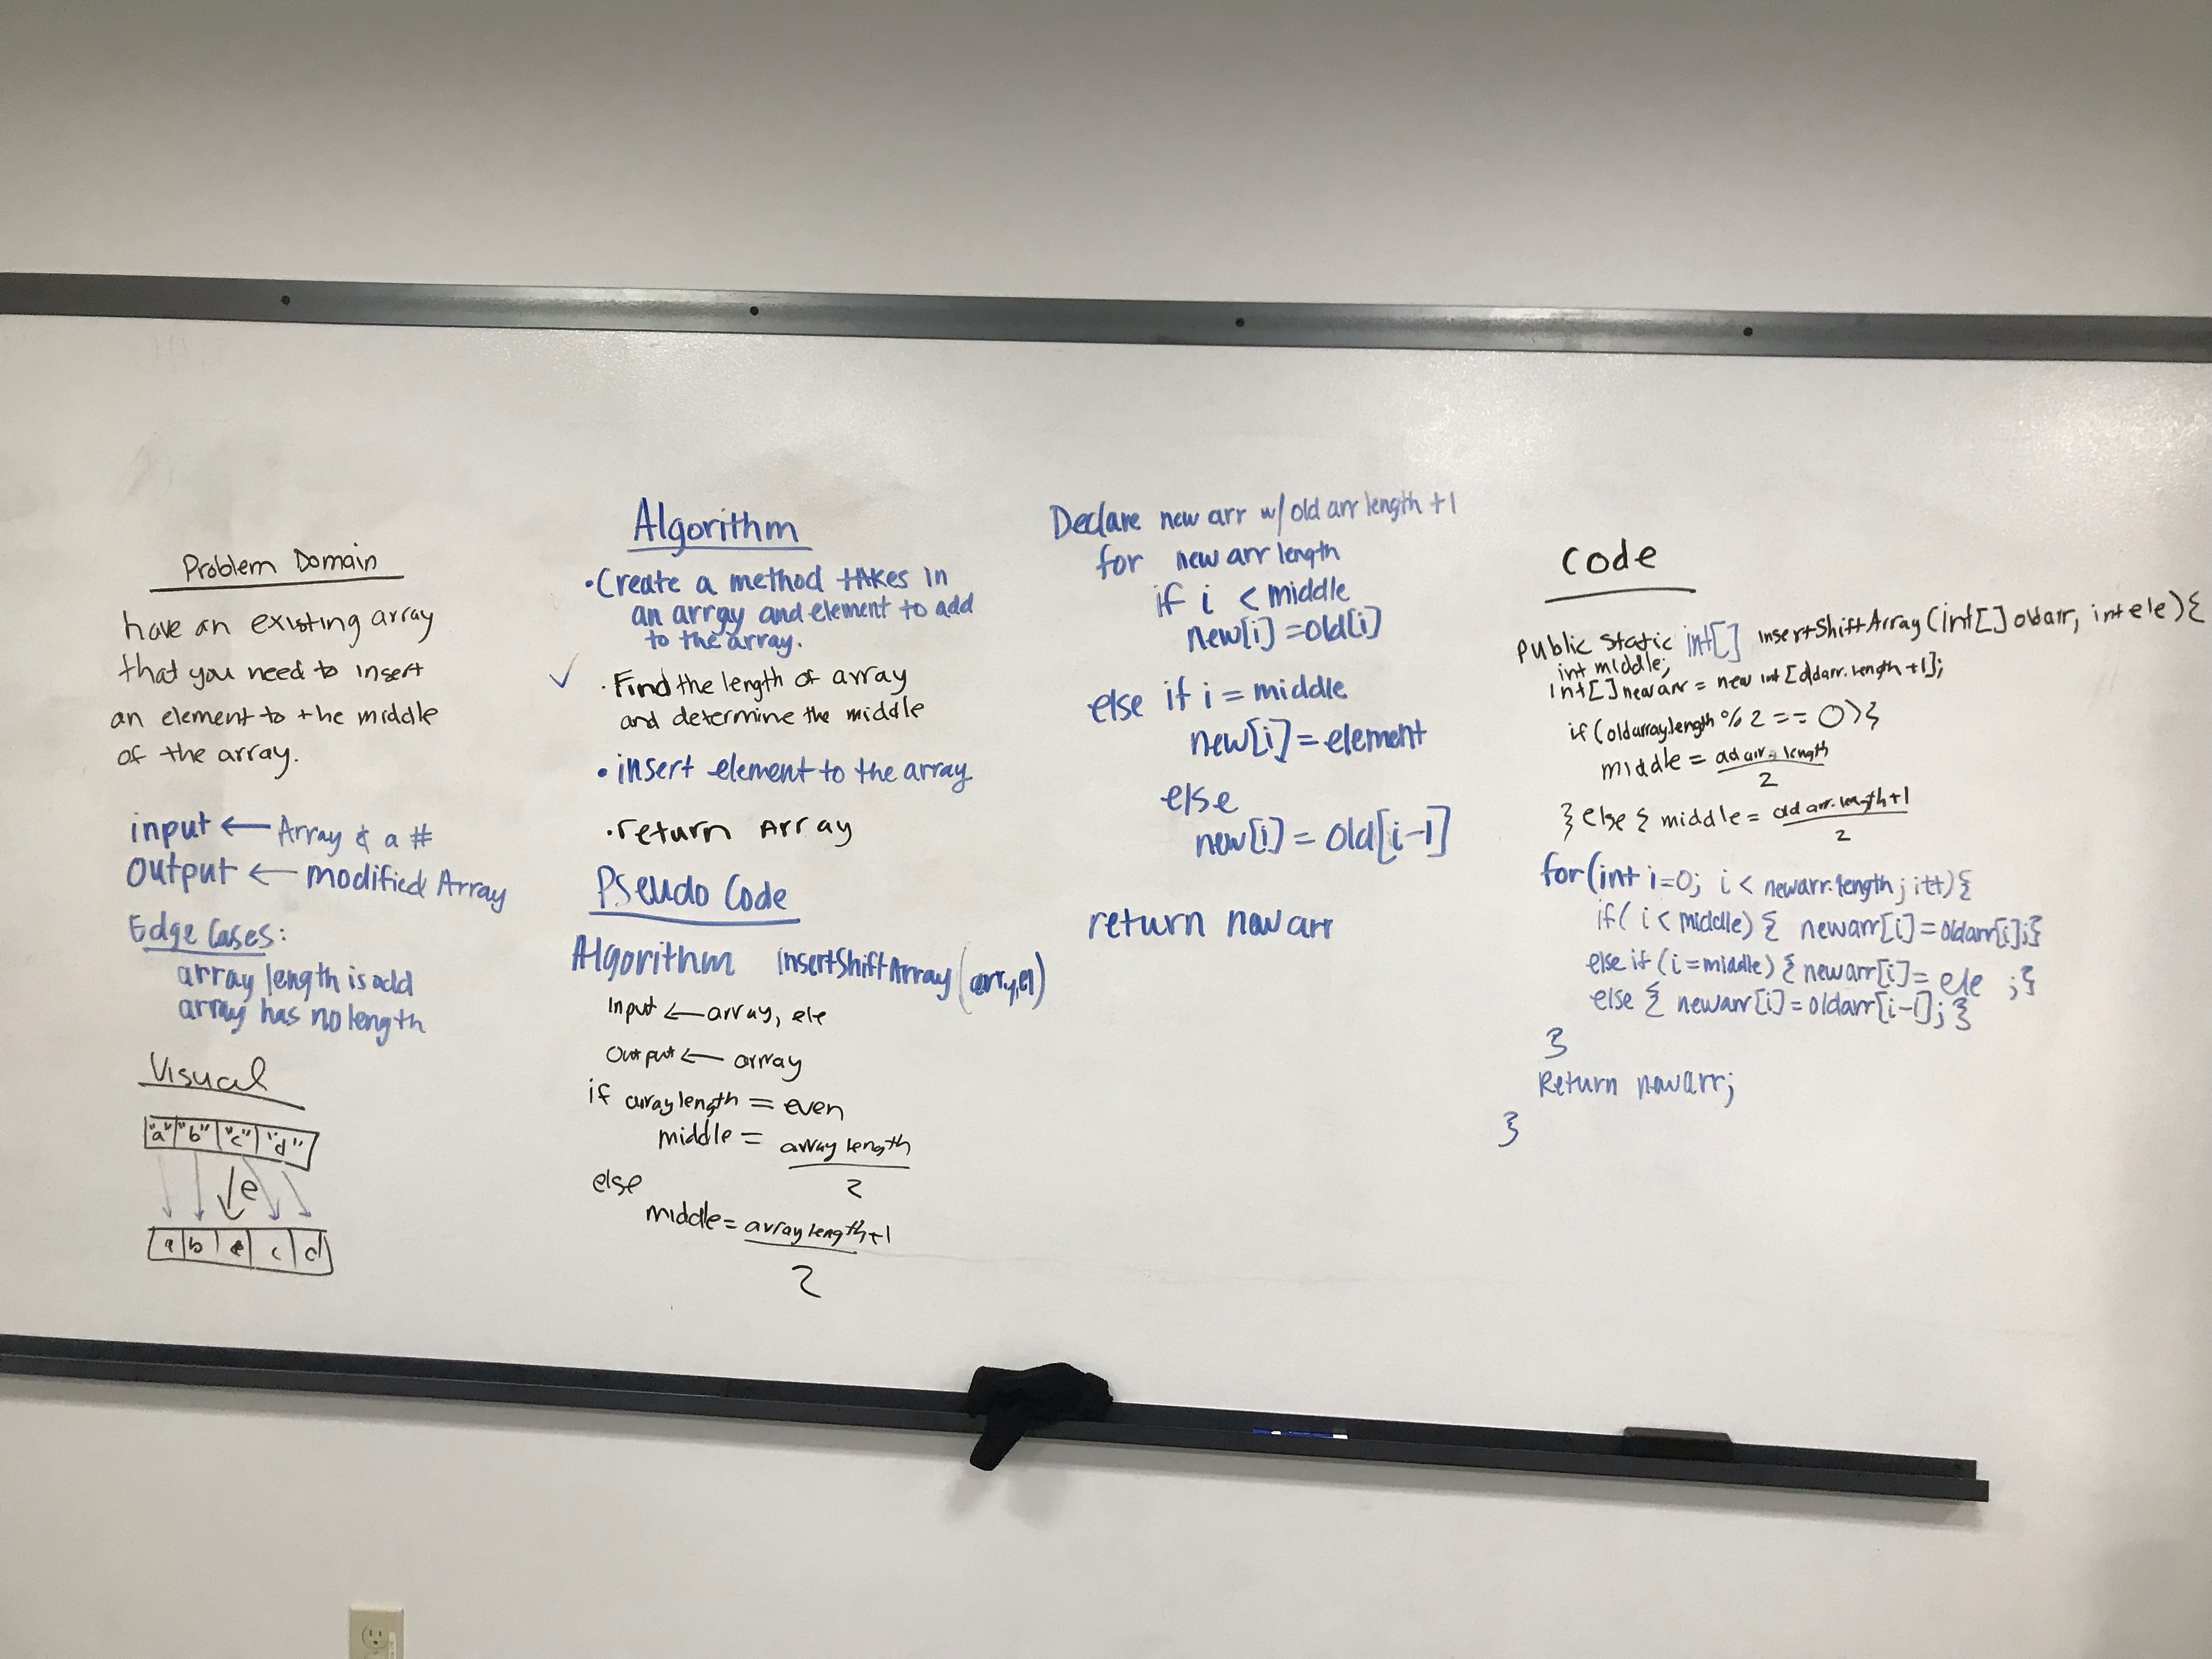 Problem Domain
have an existing array
that you need to insert
an element to the middle
of the array.
input ← Array & a #
Output ← modified Array
Edge Cases:
array length is odd
array has no length
Visual
"a" "b" "c" "d"
e
a b e c d
Algorithm
• Create a method takes in
an array and element to add
to the array.
✓ • Find the length of array
and determine the middle
• insert element to the array
• return Array
Pseudo Code
Algorithm InsertShiftArray (arr, el)
Input ← array, ele
Output ← array
if array length = even
middle = array length
2
else
middle = array length+1
2
Declare new arr w/ old arr length +1
for new arr length
if i < middle
new[i] = old[i]
else if i = middle
new[i] = element
else
new[i] = old[i-1]
return new arr
Code
public static int[] InsertShiftArray (int[] oldarr, int ele) {
int middle;
int[] newarr = new int [oldarr.length +1];
if (oldarray.length % 2 == 0) {
middle = old arr. length
2
} else { middle = old arr. length+1
2
for(int i=0; i < newarr.length; i++){
if( i < middle) { newarr[i] = oldarr[i];}
else if (i = middle) { newarr[i] = ele ;}
else { newarr[i] = oldarr[i-1]; }
}
Return newarr;
}